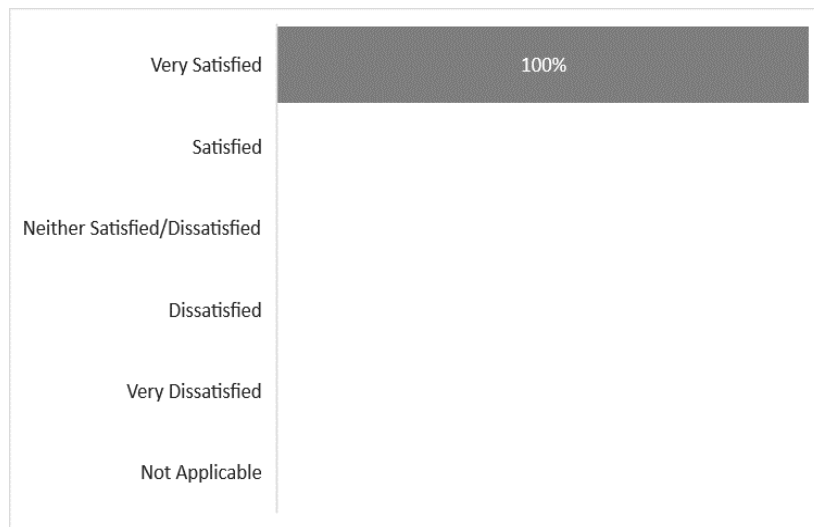 Very Satisfied
100%
Satisfied
Neither Satisfied/Dissatisfied
Dissatisfied
Very Dissatisfied
Not Applicable